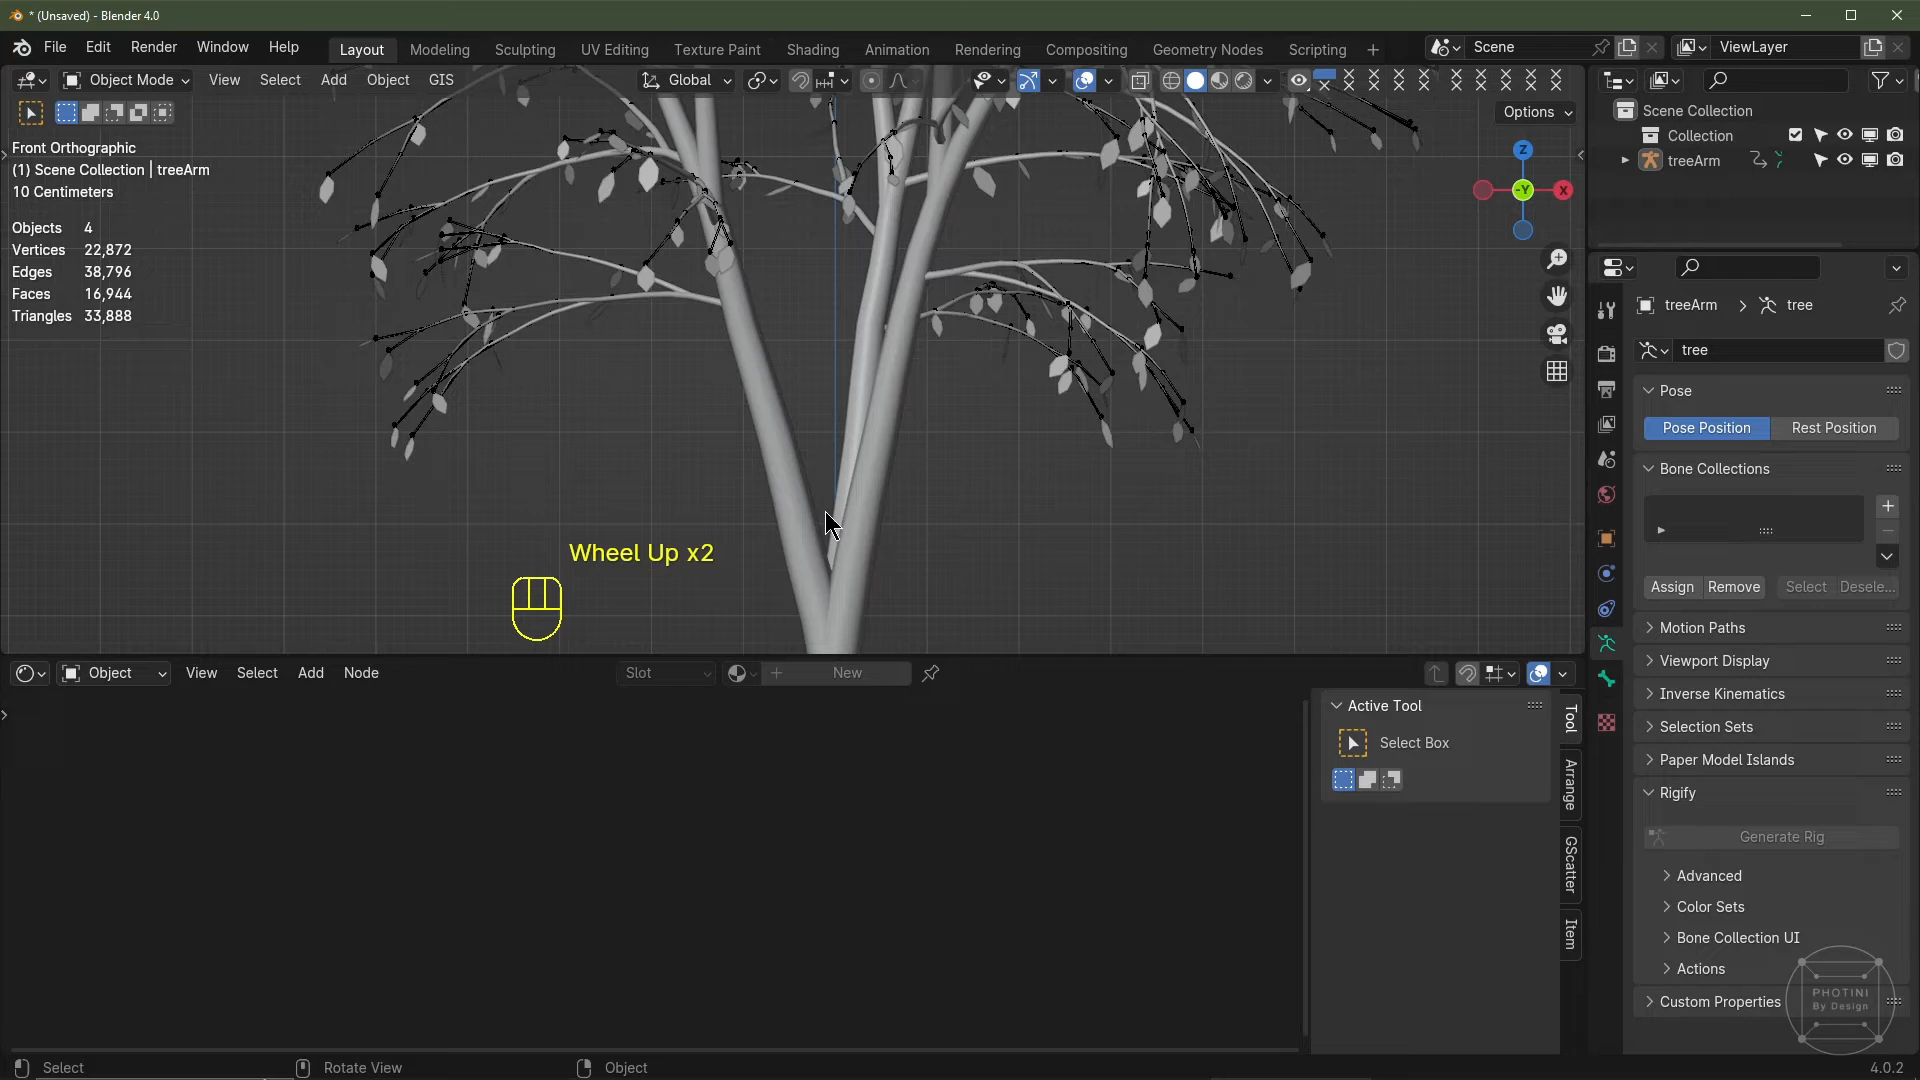 * (Unsaved) - Blender 4.0
File Edit Render Window Help
Layout Modeling Sculpting UV Editing Texture Paint Shading Animation Rendering Compositing Geometry Nodes Scripting +
Scene
ViewLayer
Object Mode View Select Add Object GIS
Global
Options
Front Orthographic
(1) Scene Collection | treeArm
10 Centimeters
Objects 4
Vertices 22,872
Edges 38,796
Faces 16,944
Triangles 33,888
Z
-Y
X
Wheel Up x2
Scene Collection
Collection
treeArm
treeArm > tree
tree
Pose
Pose Position Rest Position
Bone Collections
Assign Remove Select Desele...
Motion Paths
Viewport Display
Inverse Kinematics
Selection Sets
Paper Model Islands
Rigify
Generate Rig
Advanced
Color Sets
Bone Collection UI
Actions
Custom Properties
PHOTINI
By Design
Object View Select Add Node
Slot
New
Active Tool
Select Box
Tool
Arrange
GScatter
Item
Select Rotate View Object
4.0.2